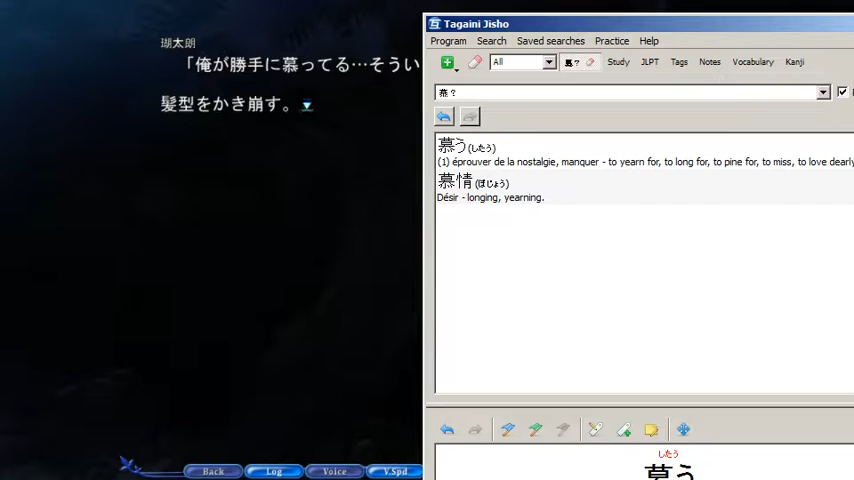 瑚太朗
「俺が勝手に慕ってる…そうい
髪型をかき崩す。
Back Log Voice V.Spd
Tagaini Jisho
Program Search Saved searches Practice Help
All 慕? Study JLPT Tags Notes Vocabulary Kanji
慕?
慕う(したう)
(1) éprouver de la nostalgie, manquer - to yearn for, to long for, to pine for, to miss, to love dearly
慕情(ぼじょう)
Désir - longing, yearning.
したう
慕う